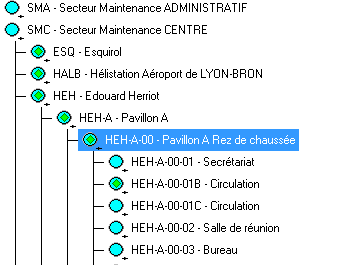 SMA - Secteur Maintenance ADMINISTRATIF
SMC - Secteur Maintenance CENTRE
ESQ - Esquirol
HALB - Hélistation Aéroport de LYON-BRON
HEH - Edouard Herriot
HEH-A - Pavillon A
HEH-A-00 - Pavillon A Rez de chaussée
HEH-A-00-01 - Secrétariat
HEH-A-00-01B - Circulation
HEH-A-00-01C - Circulation
HEH-A-00-02 - Salle de réunion
HEH-A-00-03 - Bureau